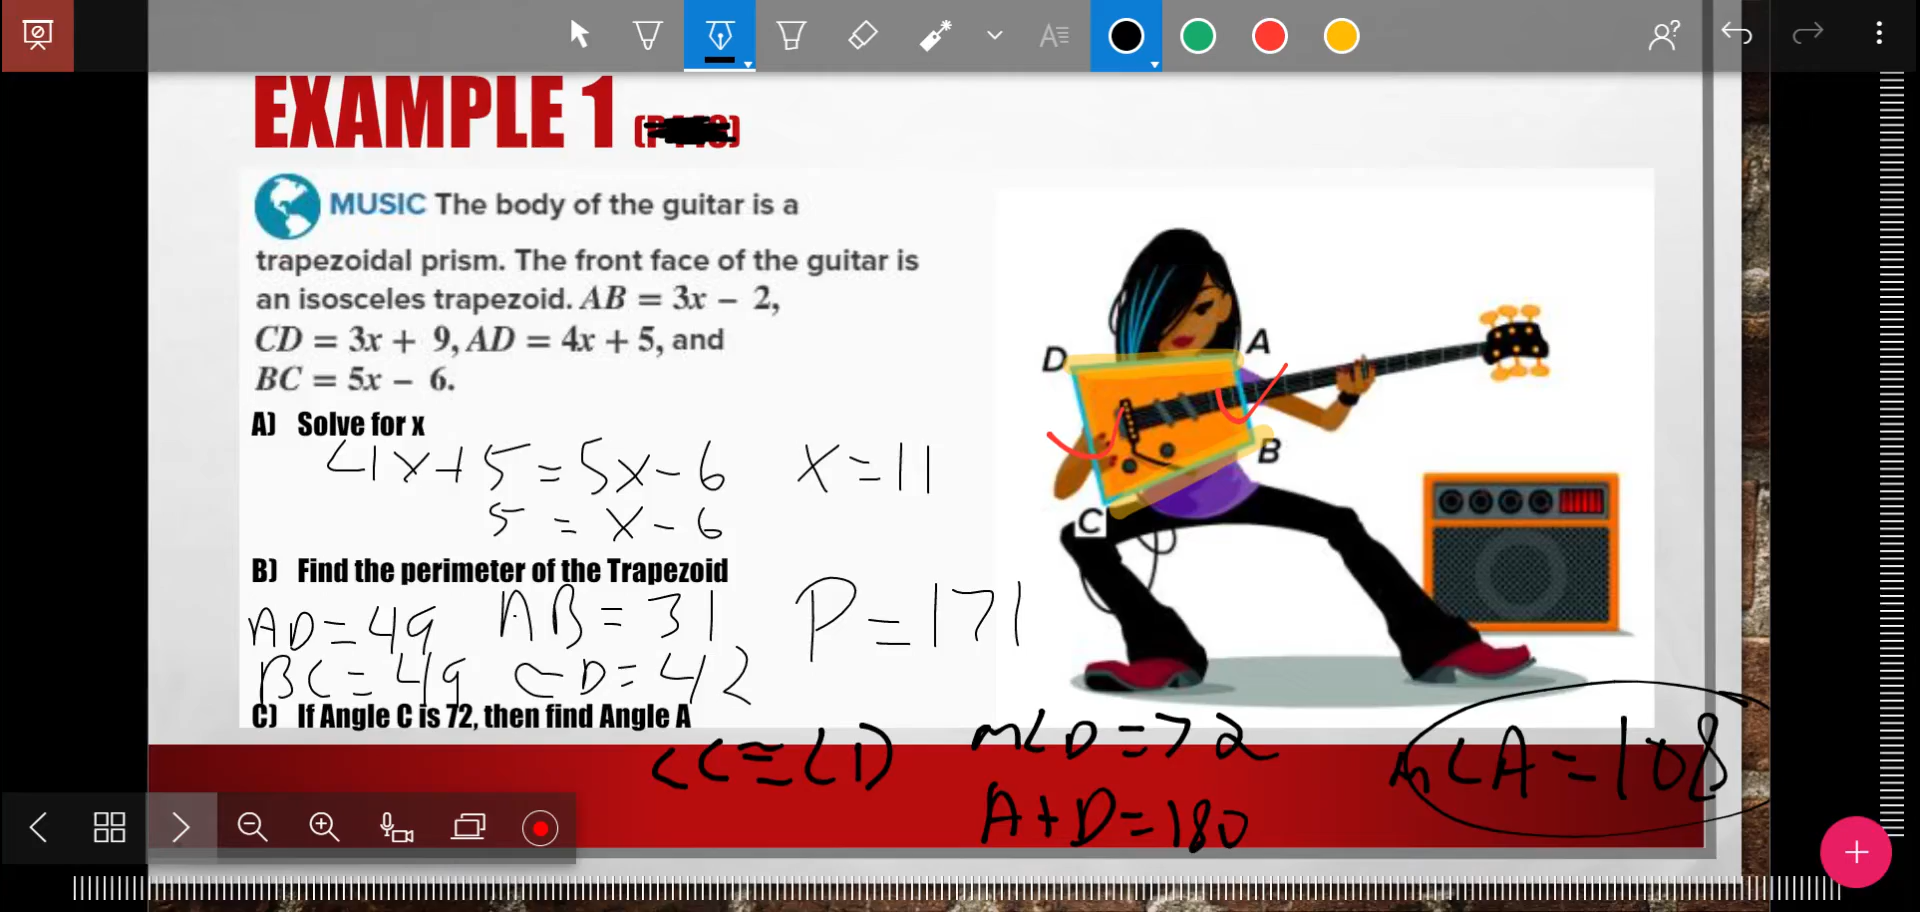 EXAMPLE 1
MUSIC The body of the guitar is a
trapezoidal prism. The front face of the guitar is
an isosceles trapezoid. AB = 3x − 2,
CD = 3x + 9, AD = 4x + 5, and
BC = 5x − 6.
A) Solve for x
4x+5=5x-6 x=11
5 = x-6
B) Find the perimeter of the Trapezoid
AD=49 AB=31 P=171
BC=49 CD=42
C) If Angle C is 72, then find Angle A
∠C≅∠D m∠D=72 m∠A=108
A+D=180
D
A
B
C